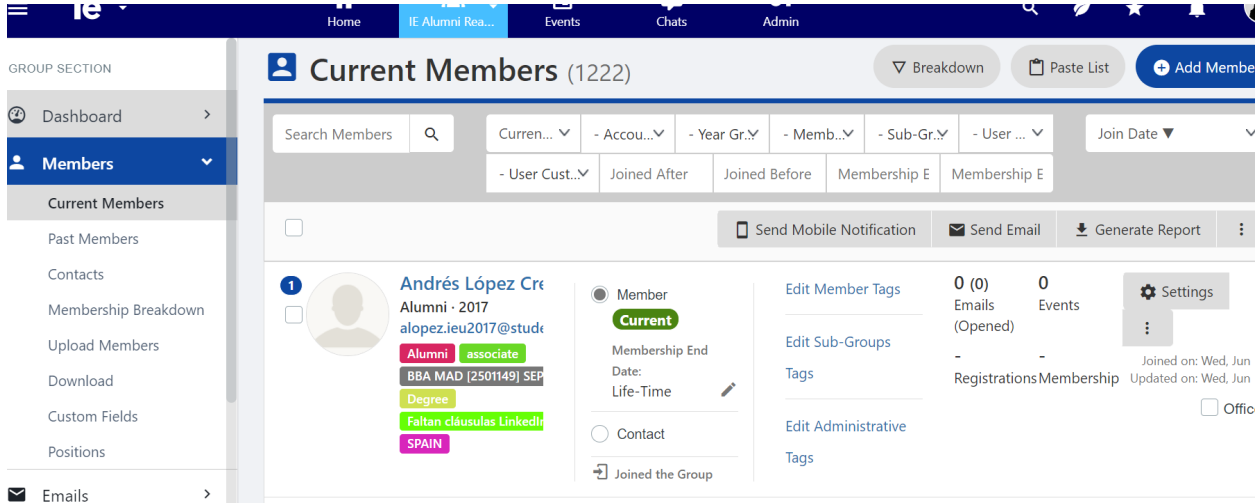 ie
Home
IE Alumni Rea...
Events
Chats
Admin
GROUP SECTION
Dashboard
Members
Current Members
Past Members
Contacts
Membership Breakdown
Upload Members
Download
Custom Fields
Positions
Emails
Current Members (1222)
Breakdown
Paste List
Add Membe
Search Members
Curren...
- Accou...
- Year Gr...
- Memb...
- Sub-Gr...
- User ...
Join Date ▼
- User Cust...
Joined After
Joined Before
Membership E
Membership E
Send Mobile Notification
Send Email
Generate Report
1
Andrés López Cre
Alumni · 2017
alopez.ieu2017@stude
Alumni
associate
BBA MAD [2501149] SEP
Degree
Faltan cláusulas LinkedIn
SPAIN
Member
Current
Membership End
Date:
Life-Time
Contact
Joined the Group
Edit Member Tags
Edit Sub-Groups
Tags
Edit Administrative
Tags
0 (0)
Emails
(Opened)
0
Events
-
Registrations
-
Membership
Settings
Joined on: Wed, Jun
Updated on: Wed, Jun
Offic